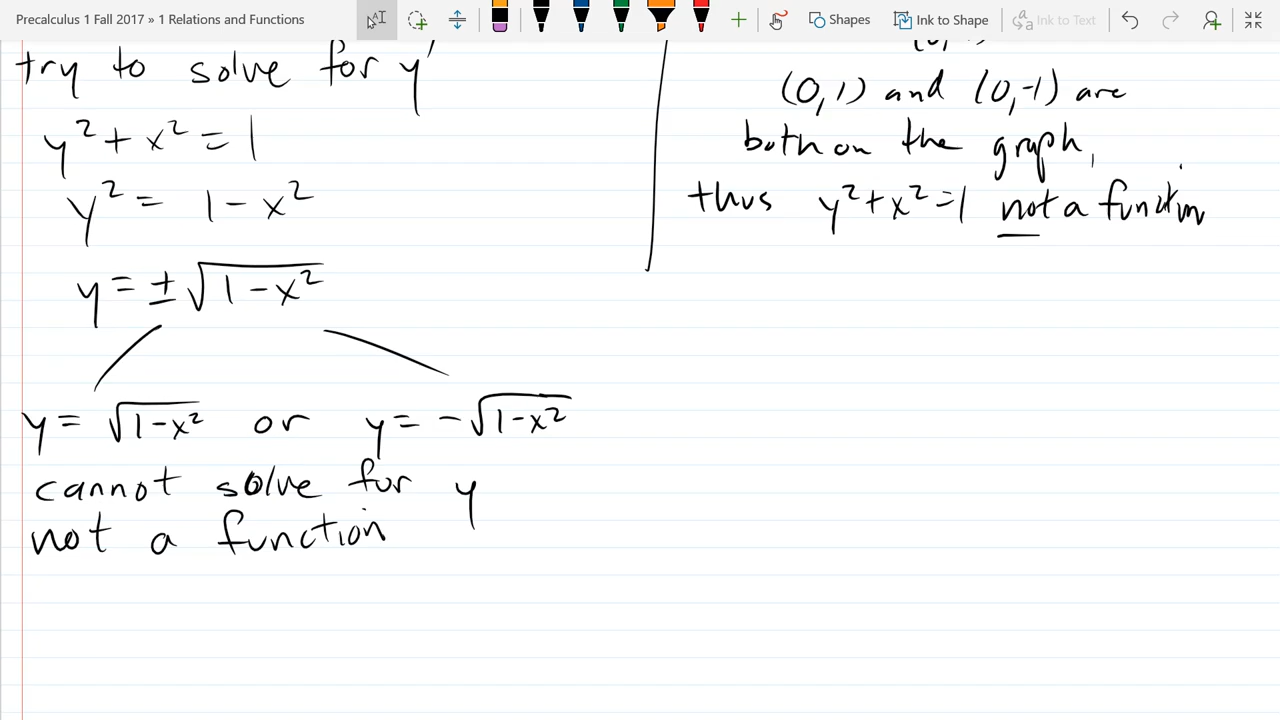 Precalculus 1 Fall 2017 » 1 Relations and Functions
Shapes
Ink to Shape
Ink to Text
try to solve for y
y² + x² = 1
y² = 1 - x²
y = ± √(1 - x²)
y = √(1-x²) or y = -√(1-x²)
cannot solve for y
not a function
(0,1) and (0,-1) are
both on the graph,
thus y²+x²=1 not a function